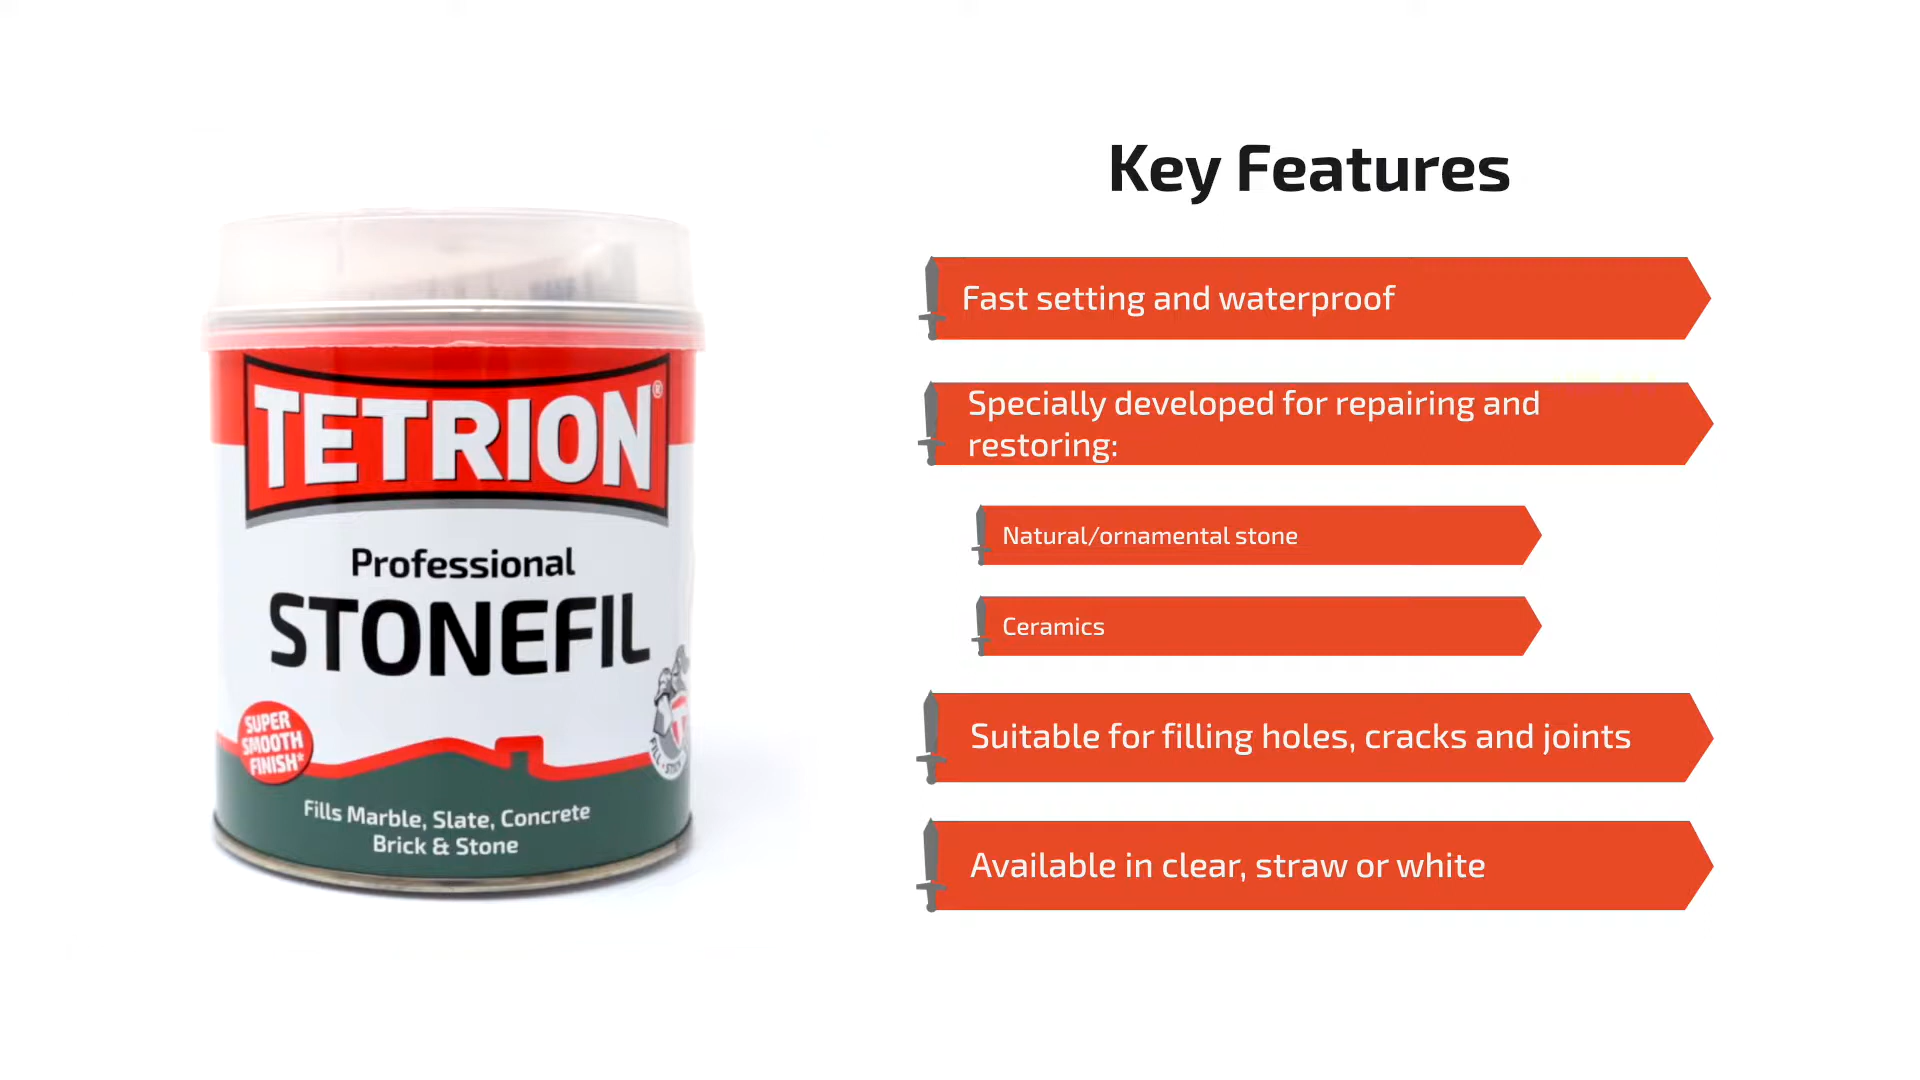 Key Features
TETRION®
Professional
STONEFIL
SUPER
SMOOTH
FINISH*
Fills Marble, Slate, Concrete
Brick & Stone
Fast setting and waterproof
Specially developed for repairing and
restoring:
Natural/ornamental stone
Ceramics
Suitable for filling holes, cracks and joints
Available in clear, straw or white